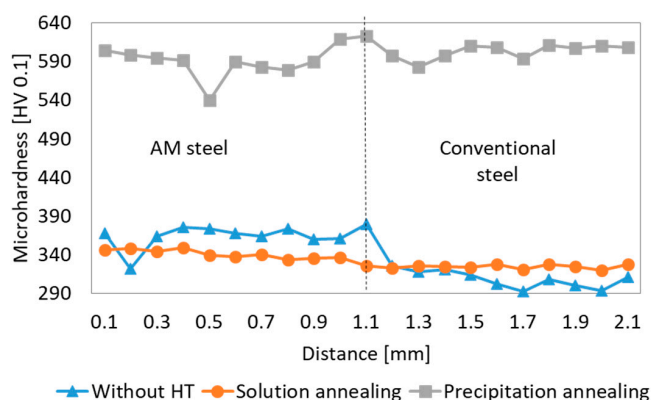 Microhardness [HV 0.1]
640
590
540
490
440
390
340
290
AM steel
Conventional
steel
0.1 0.3 0.5 0.7 0.9 1.1 1.3 1.5 1.7 1.9 2.1
Distance [mm]
Without HT Solution annealing Precipitation annealing